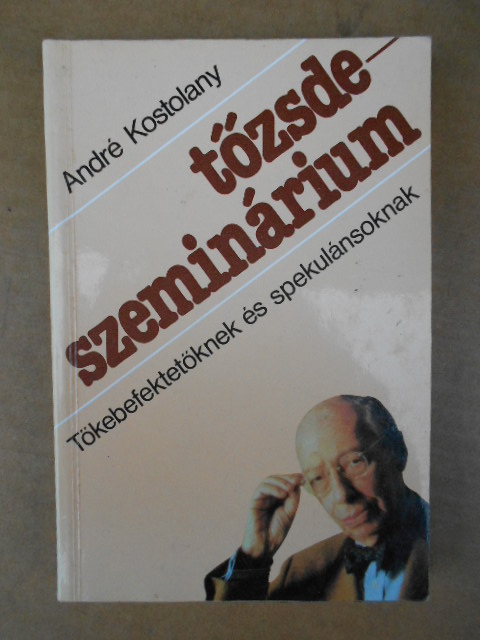 André Kostolany
tőzsde-
szeminárium
Tőkebefektetőknek és spekulánsoknak